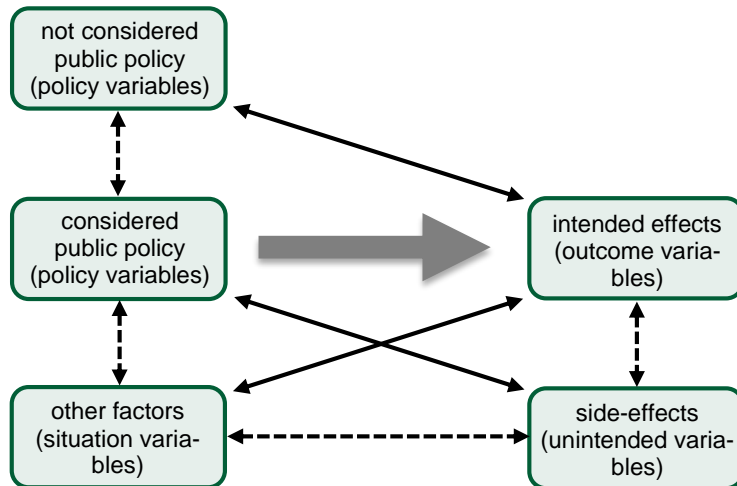 not considered
public policy
(policy variables)
considered
public policy
(policy variables)
intended effects
(outcome varia-
bles)
other factors
(situation varia-
bles)
side-effects
(unintended varia-
bles)